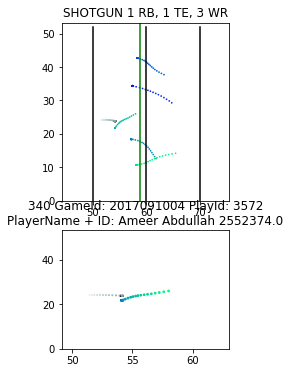 SHOTGUN 1 RB, 1 TE, 3 WR
50
40
30
20
10
0
50 60 70
340 GameId: 2017091004 PlayId: 3572
PlayerName + ID: Ameer Abdullah 2552374.0
40
20
0
50 55 60